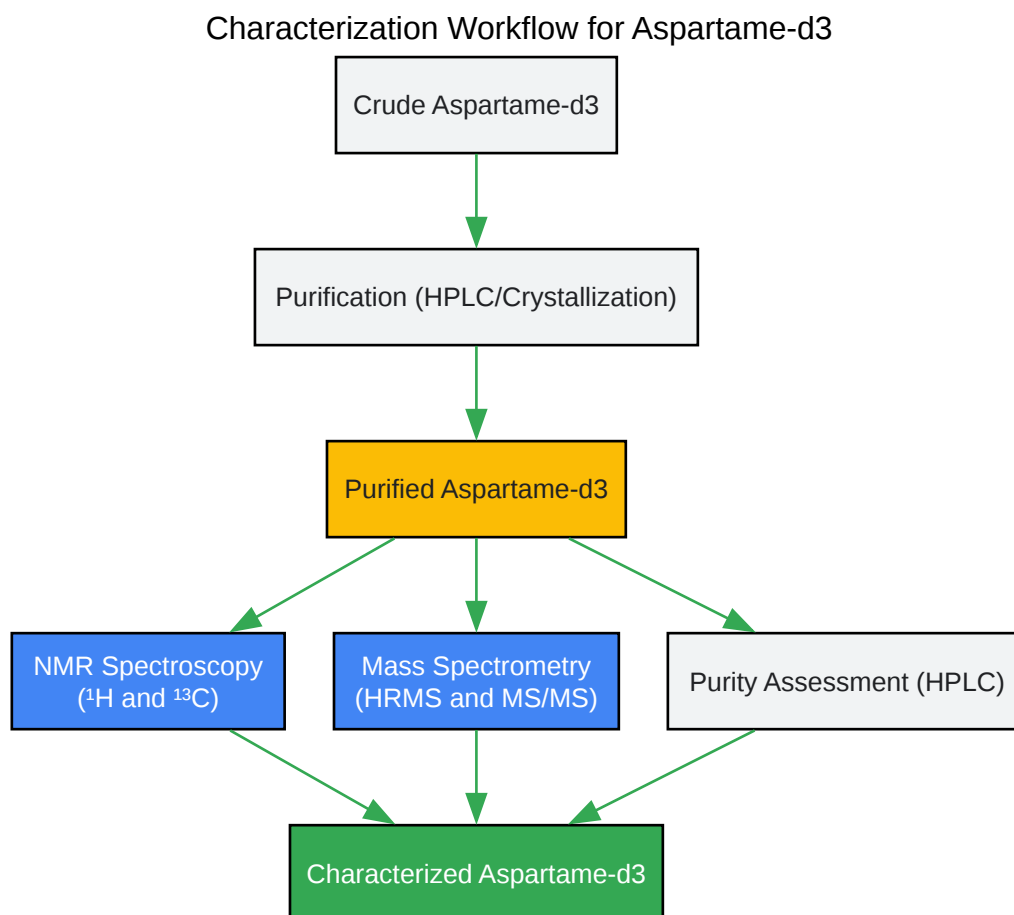 Characterization Workflow for Aspartame-d3
Crude Aspartame-d3
Purification (HPLC/Crystallization)
Purified Aspartame-d3
NMR Spectroscopy
(¹H and ¹³C)
Mass Spectrometry
(HRMS and MS/MS)
Purity Assessment (HPLC)
Characterized Aspartame-d3